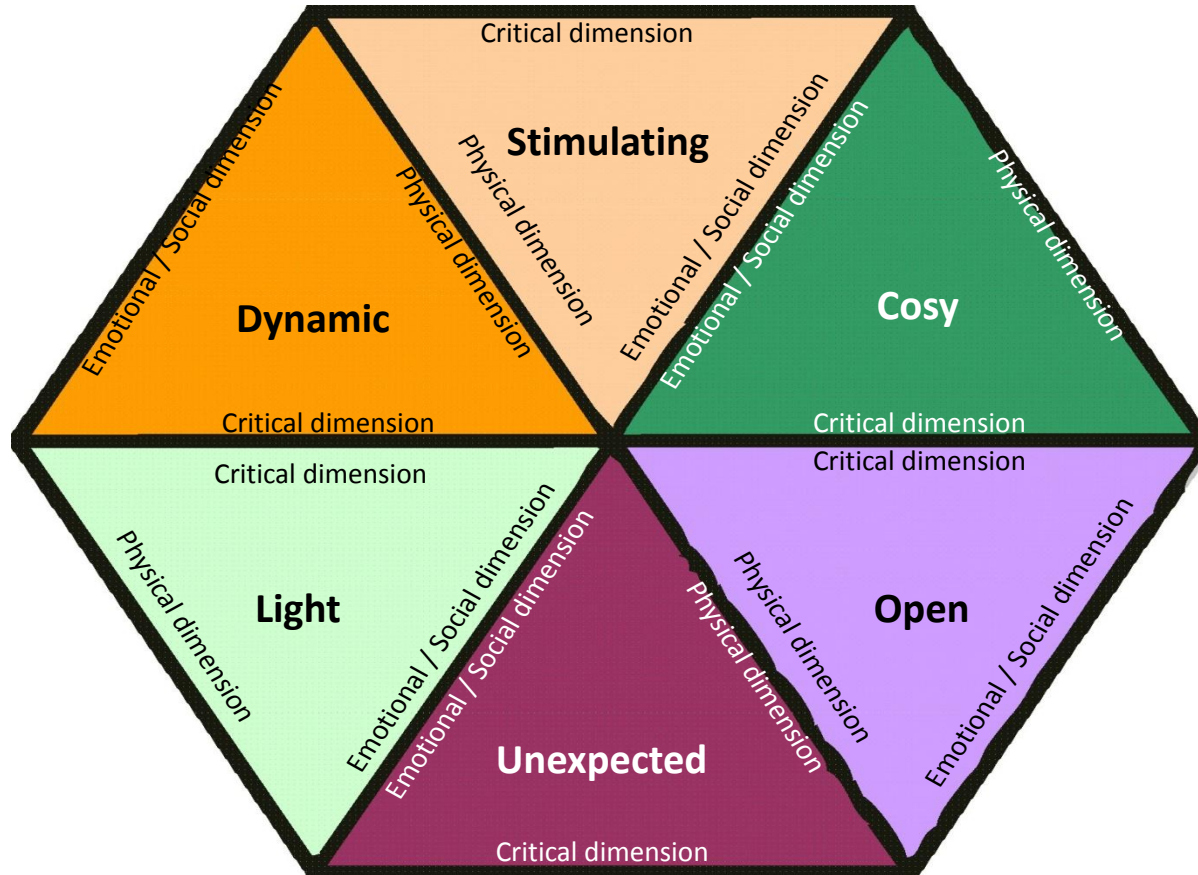 Critical dimension
Stimulating
Physical dimension
Emotional / Social dimension
Emotional / Social dimension
Dynamic
Physical dimension
Critical dimension
Emotional / Social dimension
Cosy
Physical dimension
Critical dimension
Critical dimension
Physical dimension
Light
Emotional / Social dimension
Emotional / Social dimension
Unexpected
Physical dimension
Critical dimension
Critical dimension
Physical dimension
Open
Emotional / Social dimension